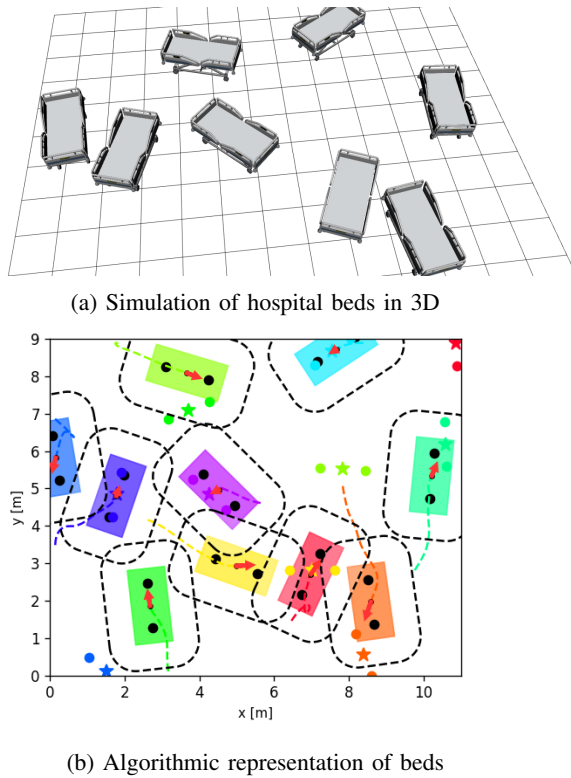 (a) Simulation of hospital beds in 3D
9
8
7
6
5
4
3
2
1
0
y [m]
0 2 4 6 8 10
x [m]
(b) Algorithmic representation of beds